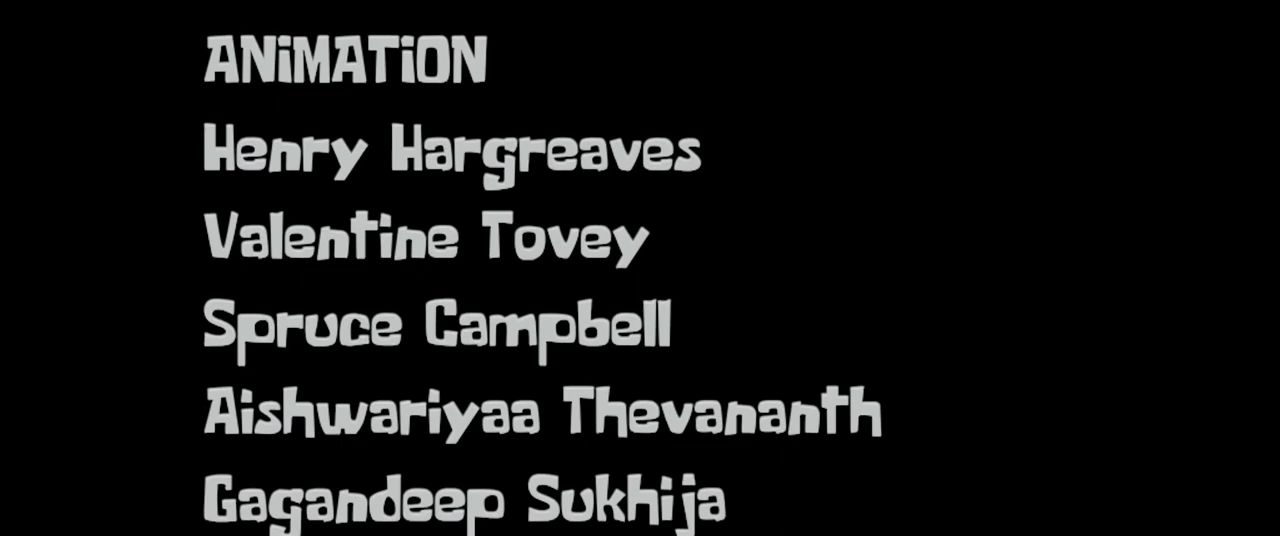 ANiMATiON
Henry Hargreaves
Valentine Tovey
Spruce Campbell
Aishwariyaa Thevananth
Gagandeep Sukhija